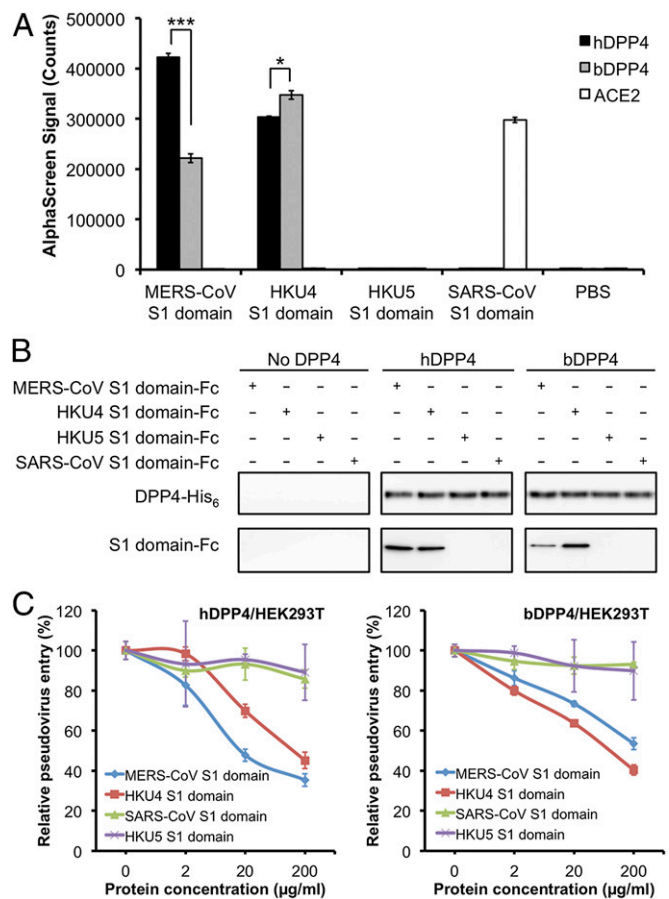 A
AlphaScreen Signal (Counts)
500000
400000
300000
200000
100000
0
***
*
hDPP4
bDPP4
ACE2
MERS-CoV S1 domain
HKU4 S1 domain
HKU5 S1 domain
SARS-CoV S1 domain
PBS
B
No DPP4 hDPP4 bDPP4
MERS-CoV S1 domain-Fc + – – – + – – – + – – –
HKU4 S1 domain-Fc – + – – – + – – – + – –
HKU5 S1 domain-Fc – – + – – – + – – – + –
SARS-CoV S1 domain-Fc – – – + – – – + – – – +
DPP4-His6
S1 domain-Fc
C
hDPP4/HEK293T
Relative pseudovirus entry (%)
120
100
80
60
40
20
0
MERS-CoV S1 domain
HKU4 S1 domain
SARS-CoV S1 domain
HKU5 S1 domain
0 2 20 200
Protein concentration (µg/ml)
bDPP4/HEK293T
Relative pseudovirus entry (%)
120
100
80
60
40
20
0
MERS-CoV S1 domain
HKU4 S1 domain
SARS-CoV S1 domain
HKU5 S1 domain
0 2 20 200
Protein concentration (µg/ml)